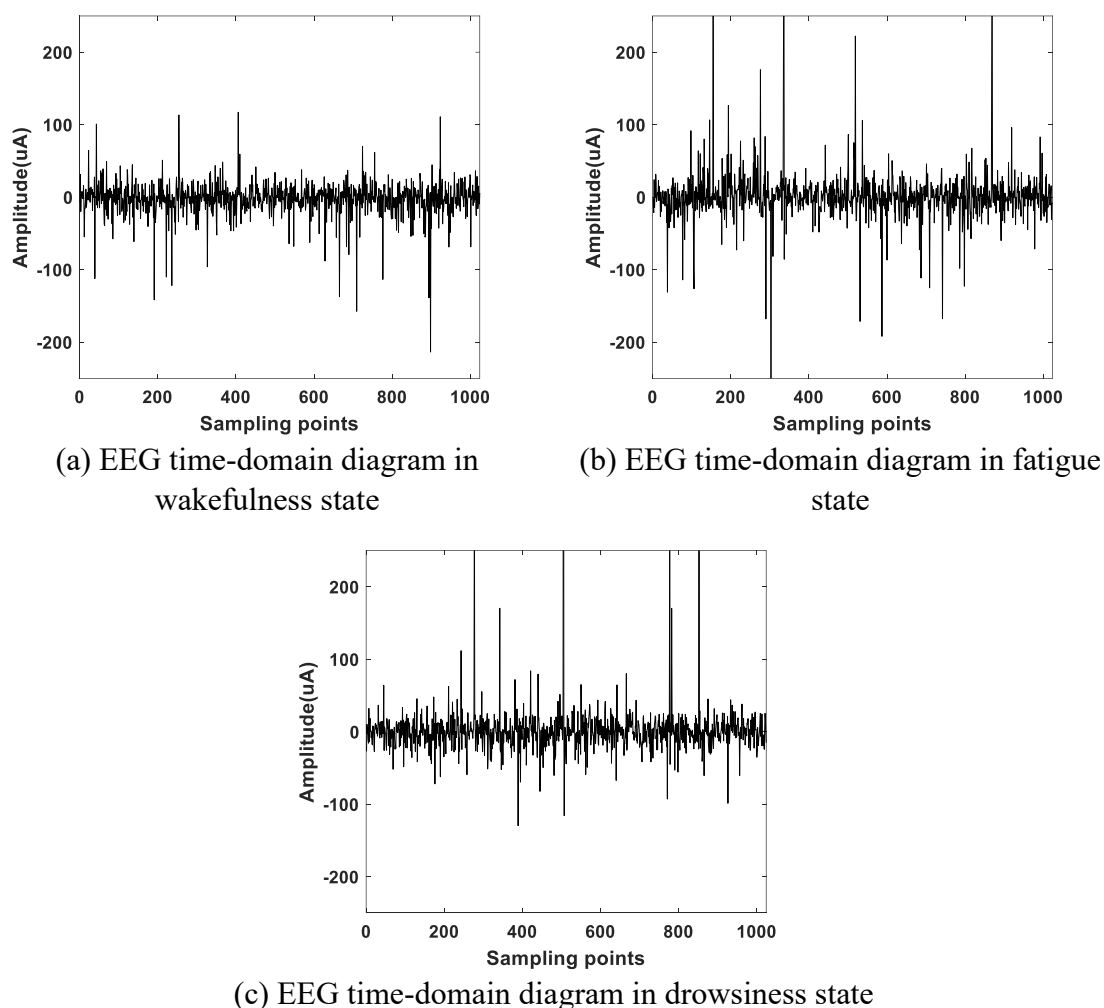 200
100
0
-100
-200
Amplitude(uA)
0 200 400 600 800 1000
Sampling points
(a) EEG time-domain diagram in
wakefulness state
200
100
0
-100
-200
Amplitude(uA)
0 200 400 600 800 1000
Sampling points
(b) EEG time-domain diagram in fatigue
state
200
100
0
-100
-200
Amplitude(uA)
0 200 400 600 800 1000
Sampling points
(c) EEG time-domain diagram in drowsiness state